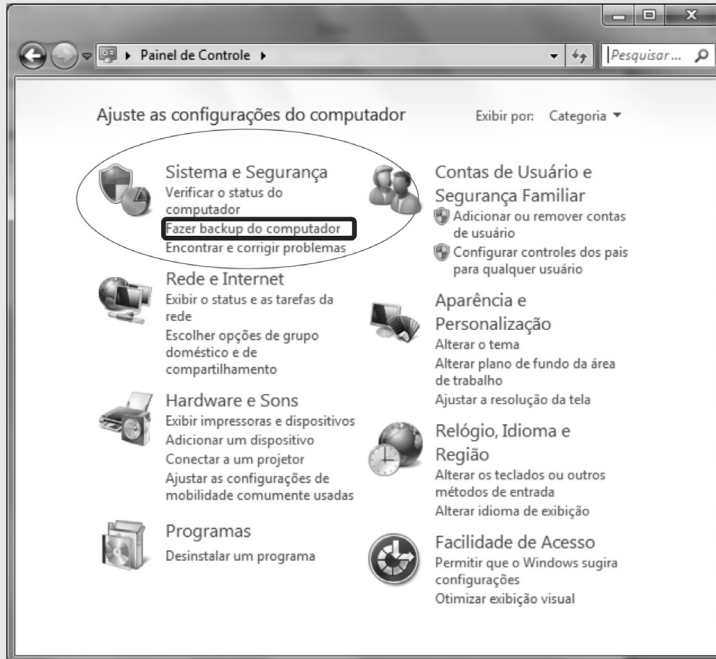 Painel de Controle
Pesquisar...
Ajuste as configurações do computador
Exibir por: Categoria
Sistema e Segurança
Verificar o status do
computador
Fazer backup do computador
Encontrar e corrigir problemas
Rede e Internet
Exibir o status e as tarefas da
rede
Escolher opções de grupo
doméstico e de
compartilhamento
Hardware e Sons
Exibir impressoras e dispositivos
Adicionar um dispositivo
Conectar a um projetor
Ajustar as configurações de
mobilidade comumente usadas
Programas
Desinstalar um programa
Contas de Usuário e
Segurança Familiar
Adicionar ou remover contas
de usuário
Configurar controles dos pais
para qualquer usuário
Aparência e
Personalização
Alterar o tema
Alterar plano de fundo da área
de trabalho
Ajustar a resolução da tela
Relógio, Idioma e
Região
Alterar os teclados ou outros
métodos de entrada
Alterar idioma de exibição
Facilidade de Acesso
Permitir que o Windows sugira
configurações
Otimizar exibição visual